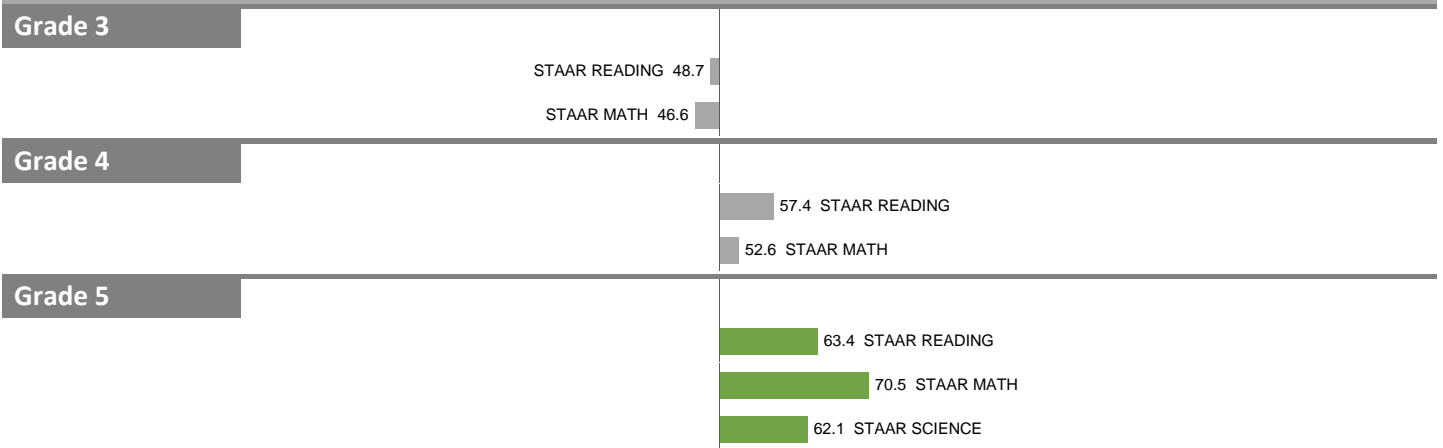 Grade 3
STAAR READING 48.7
STAAR MATH 46.6
Grade 4
57.4 STAAR READING
52.6 STAAR MATH
Grade 5
63.4 STAAR READING
70.5 STAAR MATH
62.1 STAAR SCIENCE